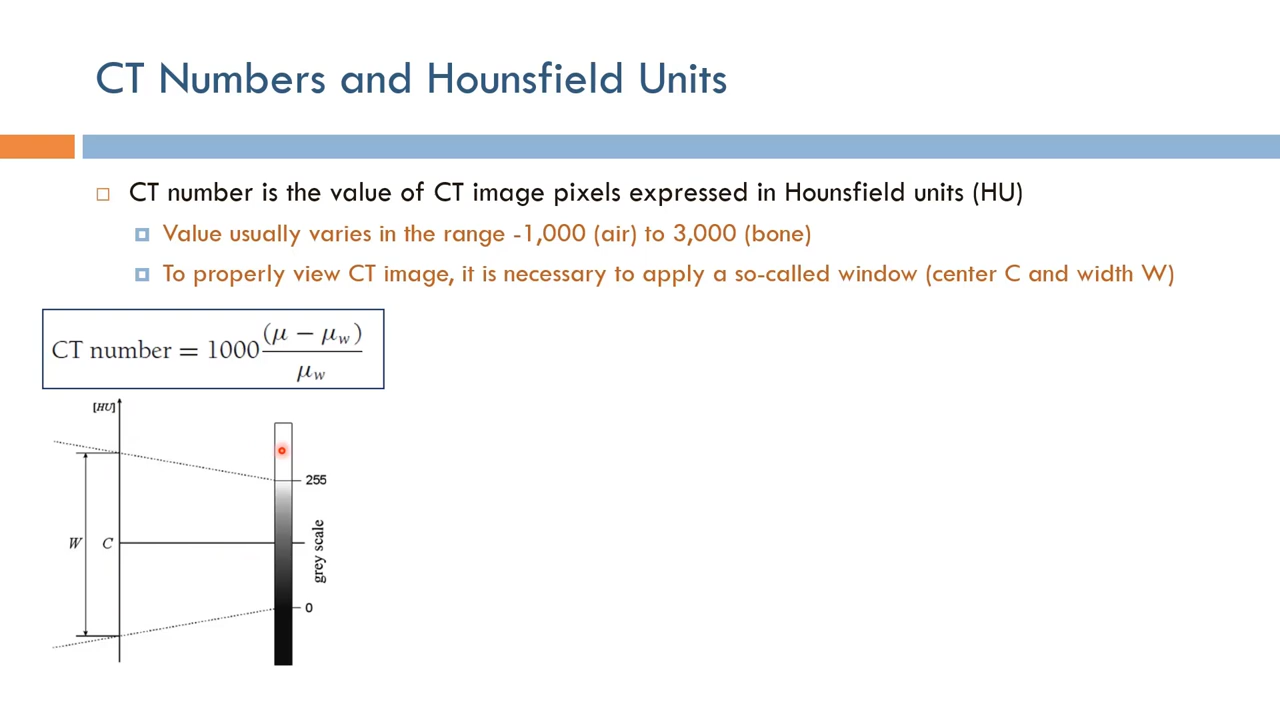 CT Numbers and Hounsfield Units
CT number is the value of CT image pixels expressed in Hounsfield units (HU)
Value usually varies in the range -1,000 (air) to 3,000 (bone)
To properly view CT image, it is necessary to apply a so-called window (center C and width W)
CT number = 1000 (μ − μw) / μw
[HU]
255
W C
grey scale
0